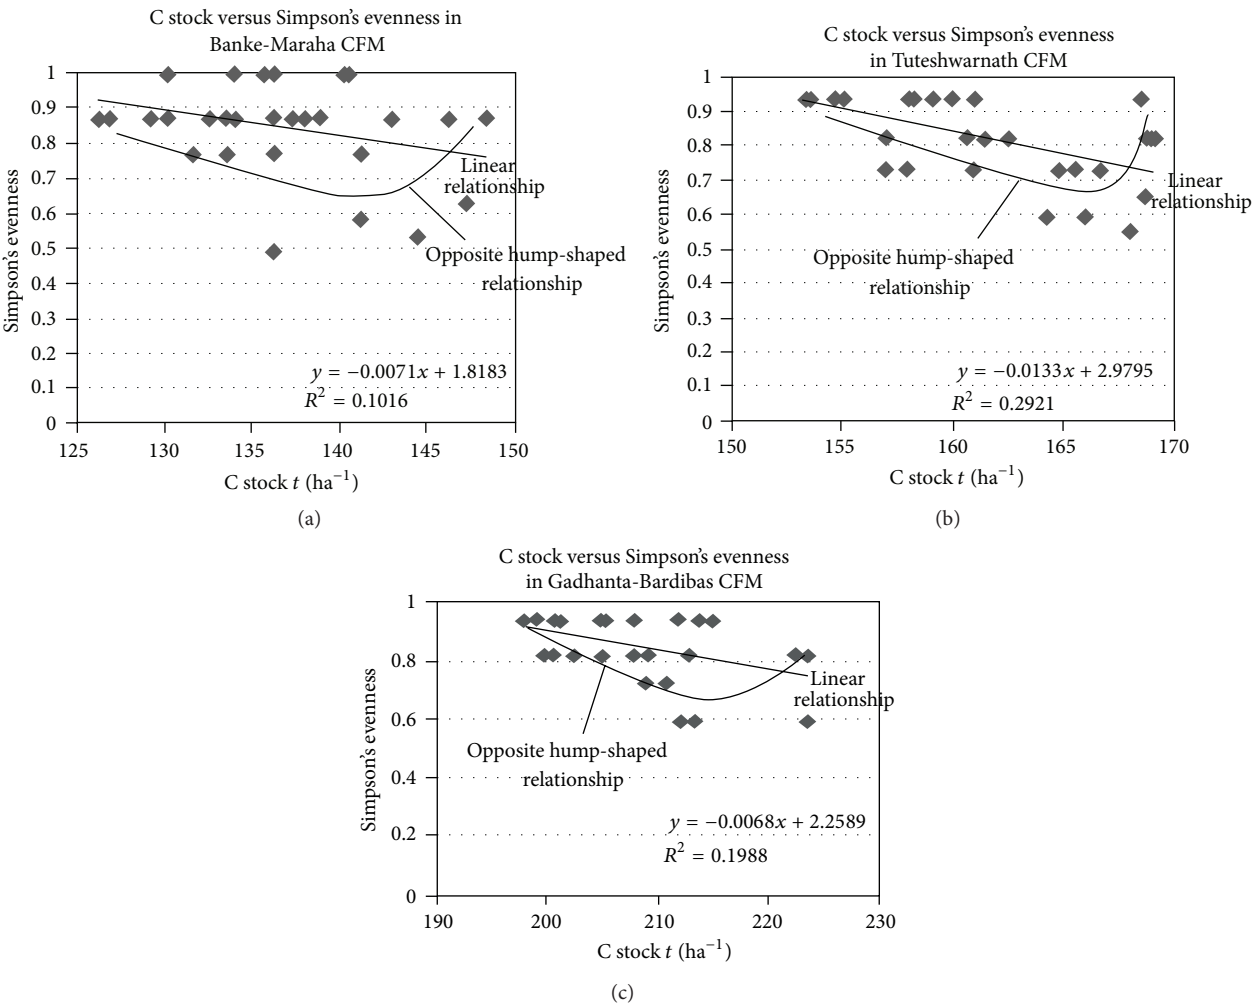 C stock versus Simpson's evenness in
Banke-Maraha CFM
Simpson's evenness
1
0.9
0.8
0.7
0.6
0.5
0.4
0.3
0.2
0.1
0
Linear
relationship
Opposite hump-shaped
relationship
y = −0.0071x + 1.8183
R² = 0.1016
125 130 135 140 145 150
C stock t (ha⁻¹)
(a)
C stock versus Simpson's evenness
in Tuteshwarnath CFM
Simpson's evenness
1
0.9
0.8
0.7
0.6
0.5
0.4
0.3
0.2
0.1
0
Linear
relationship
Opposite hump-shaped
relationship
y = −0.0133x + 2.9795
R² = 0.2921
150 155 160 165 170
C stock t (ha⁻¹)
(b)
C stock versus Simpson's evenness
in Gadhanta-Bardibas CFM
Simpson's evenness
1
0.8
0.6
0.4
0.2
0
Linear
relationship
Opposite hump-shaped
relationship
y = −0.0068x + 2.2589
R² = 0.1988
190 200 210 220 230
C stock t (ha⁻¹)
(c)